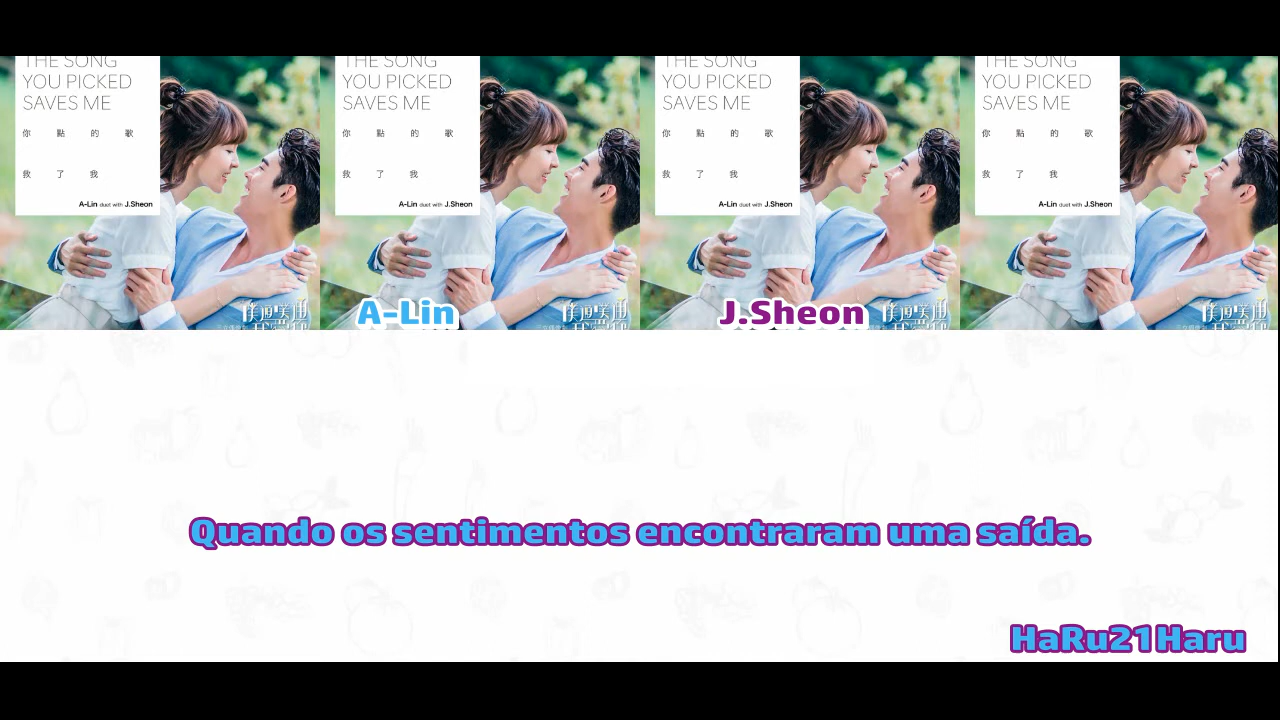 THE SONG
YOU PICKED
SAVES ME
你 點 的 歌
救 了 我
A-Lin duet with J.Sheon
THE SONG
YOU PICKED
SAVES ME
你 點 的 歌
救 了 我
A-Lin duet with J.Sheon
THE SONG
YOU PICKED
SAVES ME
你 點 的 歌
救 了 我
A-Lin duet with J.Sheon
THE SONG
YOU PICKED
SAVES ME
你 點 的 歌
救 了 我
A-Lin duet with J.Sheon
A-Lin
J.Sheon
Quando os sentimentos encontraram uma saída.
HaRu21Haru